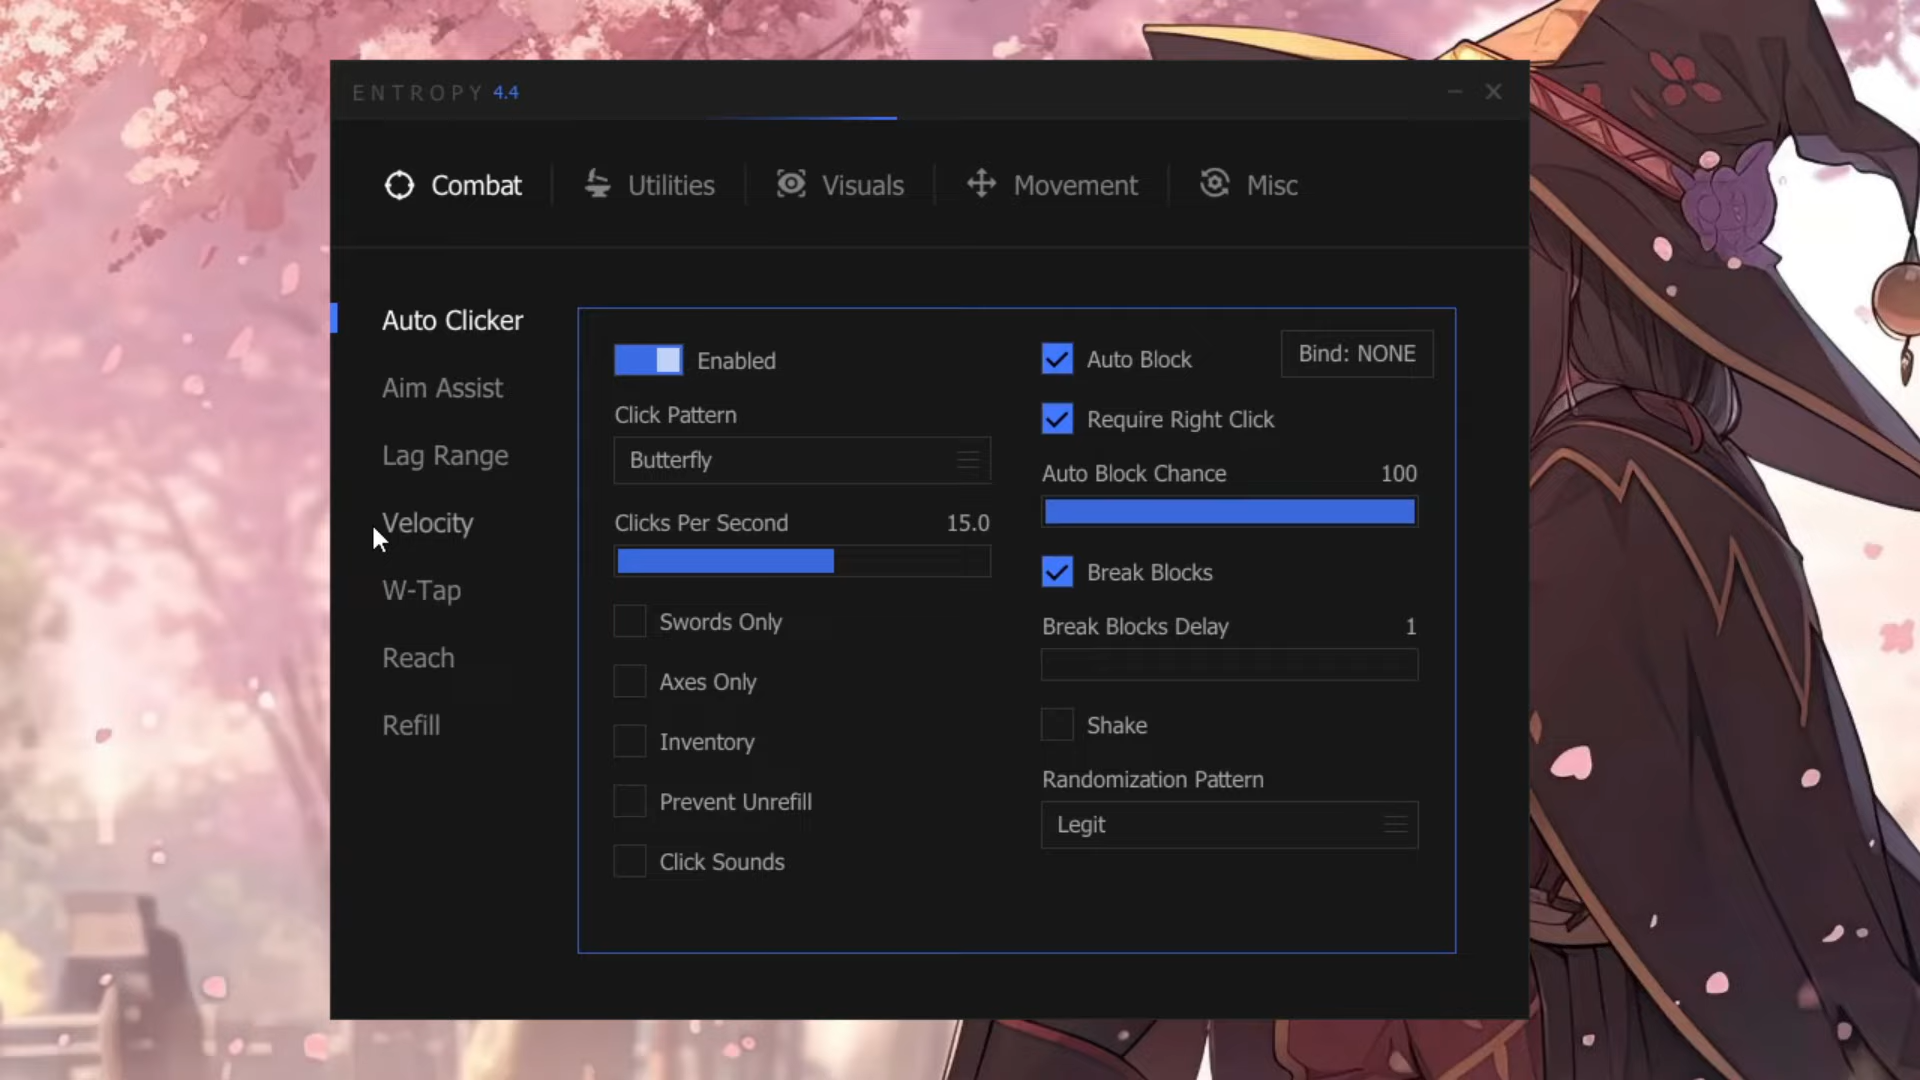 ENTROPY 4.4
Combat
Utilities
Visuals
Movement
Misc
Auto Clicker
Aim Assist
Lag Range
Velocity
W-Tap
Reach
Refill
Enabled
Click Pattern
Butterfly
Clicks Per Second 15.0
Swords Only
Axes Only
Inventory
Prevent Unrefill
Click Sounds
Auto Block
Bind: NONE
Require Right Click
Auto Block Chance 100
Break Blocks
Break Blocks Delay 1
Shake
Randomization Pattern
Legit